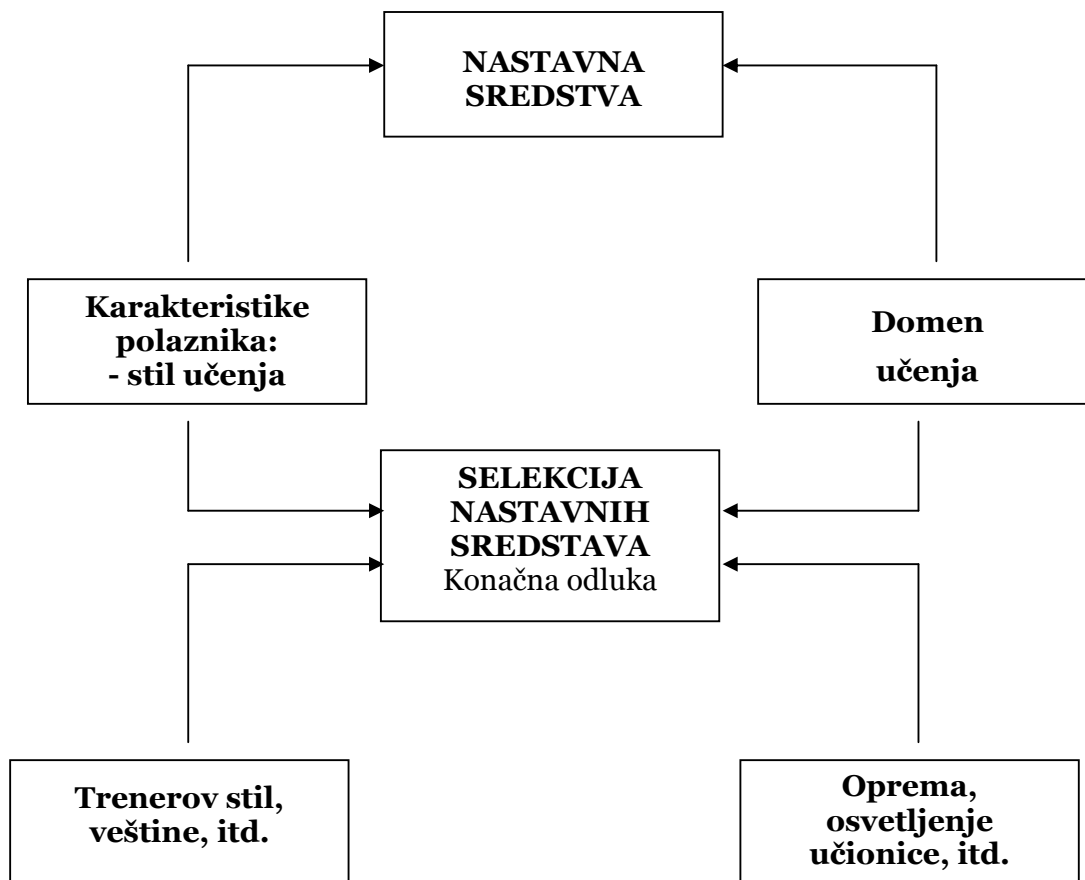 NASTAVNA
SREDSTVA
Karakteristike
polaznika:
- stil učenja
Domen
učenja
SELEKCIJA
NASTAVNIH
SREDSTAVA
Konačna odluka
Trenerov stil,
veštine, itd.
Oprema,
osvetljenje
učionice, itd.